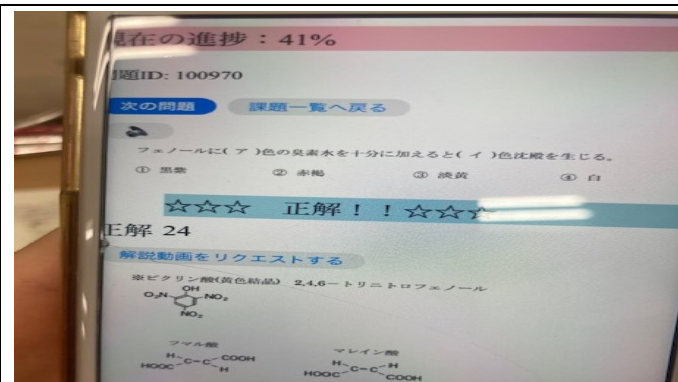 現在の進捗：41%
問題ID: 100970
次の問題 課題一覧へ戻る
フェノールに( ア )色の臭素水を十分に加えると( イ )色沈殿を生じる。
① 黒紫 ② 赤褐 ③ 淡黄 ④ 白
☆☆☆ 正解！！☆☆☆
正解 24
解説動画をリクエストする
※ピクリン酸(黄色結晶) 2,4,6－トリニトロフェノール
OH
O₂N NO₂
NO₂
フマル酸 マレイン酸
H COOH H H
C=C C=C
HOOC H HOOC COOH